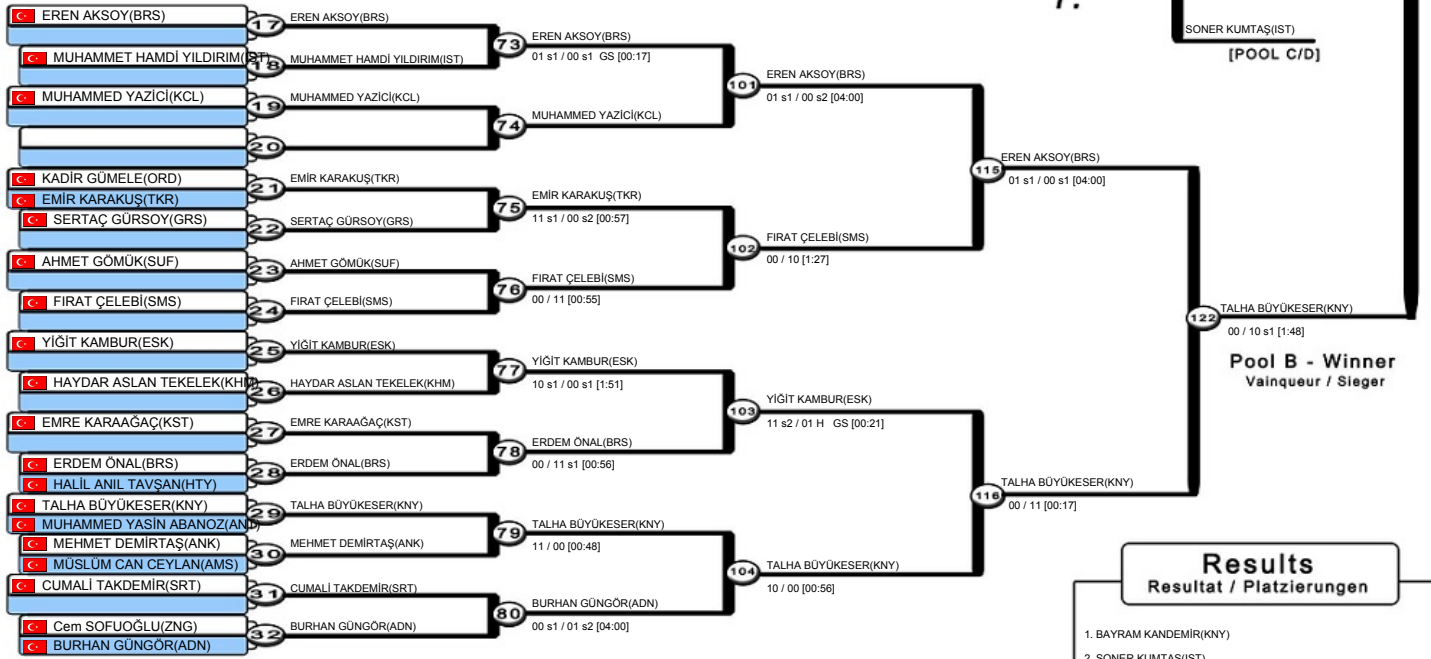 1.
SONER KUMTAŞ(IST)
[POOL C/D]
EREN AKSOY(BRS)
MUHAMMET HAMDİ YILDIRIM(IST)
MUHAMMED YAZİCİ(KCL)
KADİR GÜMELE(ORD)
EMİR KARAKUŞ(TKR)
SERTAÇ GÜRSOY(GRS)
AHMET GÖMÜK(SUF)
FIRAT ÇELEBİ(SMS)
YİĞİT KAMBUR(ESK)
HAYDAR ASLAN TEKELEK(KHM)
EMRE KARAAĞAÇ(KST)
ERDEM ÖNAL(BRS)
HALİL ANIL TAVŞAN(HTY)
TALHA BÜYÜKESER(KNY)
MUHAMMED YASİN ABANOZ(ANT)
MEHMET DEMİRTAŞ(ANK)
MÜSLÜM CAN CEYLAN(AMS)
CUMALİ TAKDEMİR(SRT)
Cem SOFUOĞLU(ZNG)
BURHAN GÜNGÖR(ADN)
17 EREN AKSOY(BRS)
18 MUHAMMET HAMDİ YILDIRIM(IST)
19 MUHAMMED YAZİCİ(KCL)
20
21 EMİR KARAKUŞ(TKR)
22 SERTAÇ GÜRSOY(GRS)
23 AHMET GÖMÜK(SUF)
24 FIRAT ÇELEBİ(SMS)
25 YİĞİT KAMBUR(ESK)
26 HAYDAR ASLAN TEKELEK(KHM)
27 EMRE KARAAĞAÇ(KST)
28 ERDEM ÖNAL(BRS)
29 TALHA BÜYÜKESER(KNY)
30 MEHMET DEMİRTAŞ(ANK)
31 CUMALİ TAKDEMİR(SRT)
32 BURHAN GÜNGÖR(ADN)
73 EREN AKSOY(BRS)
01 s1 / 00 s1 GS [00:17]
74 MUHAMMED YAZİCİ(KCL)
75 EMİR KARAKUŞ(TKR)
11 s1 / 00 s2 [00:57]
76 FIRAT ÇELEBİ(SMS)
00 / 11 [00:55]
77 YİĞİT KAMBUR(ESK)
10 s1 / 00 s1 [1:51]
78 ERDEM ÖNAL(BRS)
00 / 11 s1 [00:56]
79 TALHA BÜYÜKESER(KNY)
11 / 00 [00:48]
80 BURHAN GÜNGÖR(ADN)
00 s1 / 01 s2 [04:00]
101 EREN AKSOY(BRS)
01 s1 / 00 s2 [04:00]
102 FIRAT ÇELEBİ(SMS)
00 / 10 [1:27]
103 YİĞİT KAMBUR(ESK)
11 s2 / 01 H GS [00:21]
104 TALHA BÜYÜKESER(KNY)
10 / 00 [00:56]
115 EREN AKSOY(BRS)
01 s1 / 00 s1 [04:00]
116 TALHA BÜYÜKESER(KNY)
00 / 11 [00:17]
122 TALHA BÜYÜKESER(KNY)
00 / 10 s1 [1:48]
Pool B - Winner
Vainqueur / Sieger
Results
Resultat / Platzierungen
1. BAYRAM KANDEMİR(KNY)
2. SONER KUMTAŞ(IST)